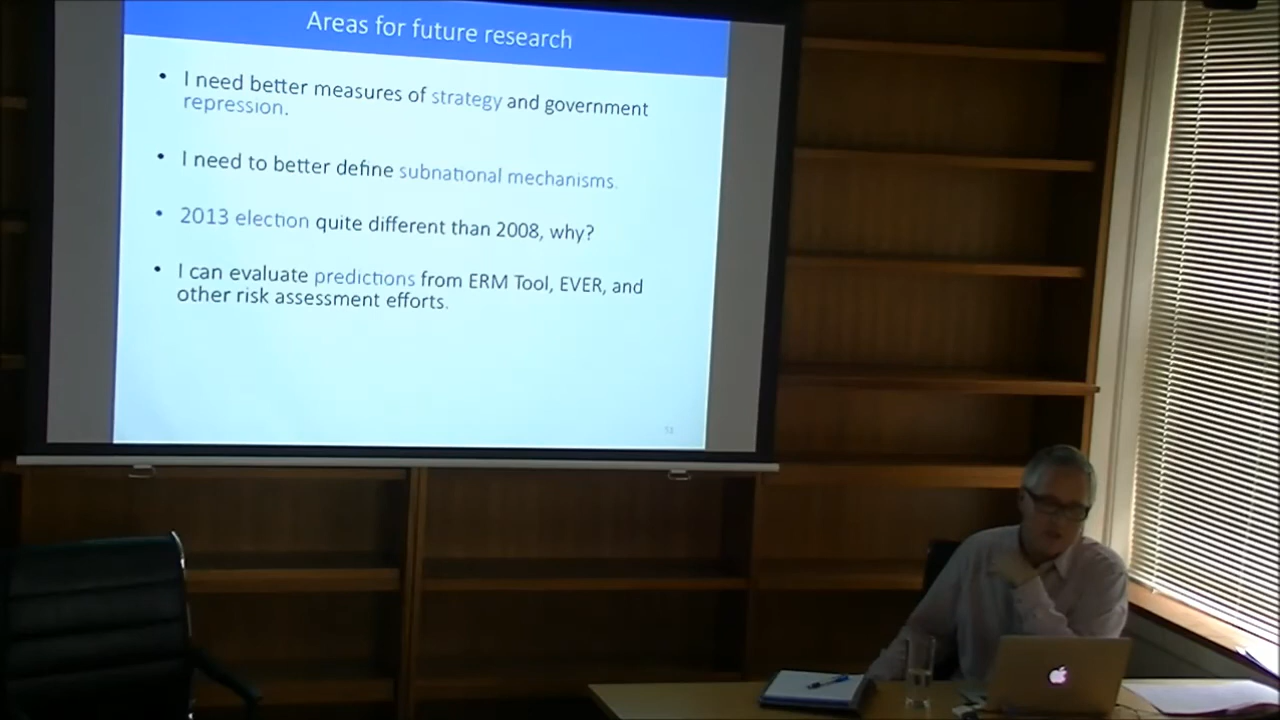 Areas for future research
• I need better measures of strategy and government
repression.
• I need to better define subnational mechanisms.
• 2013 election quite different than 2008, why?
• I can evaluate predictions from ERM Tool, EVER, and
other risk assessment efforts.